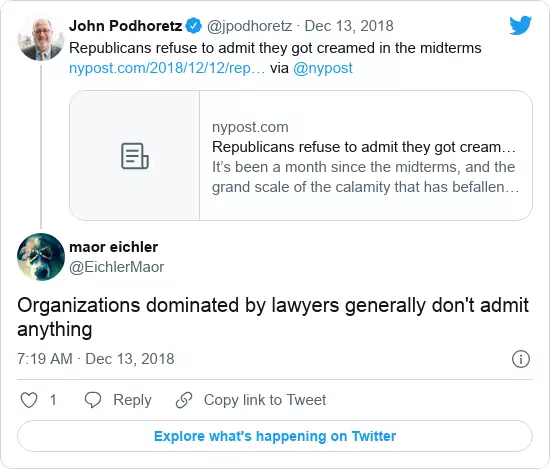 John Podhoretz @jpodhoretz · Dec 13, 2018
Republicans refuse to admit they got creamed in the midterms
nypost.com/2018/12/12/rep… via @nypost
nypost.com
Republicans refuse to admit they got cream…
It's been a month since the midterms, and the
grand scale of the calamity that has befallen…
maor eichler
@EichlerMaor
Organizations dominated by lawyers generally don't admit
anything
7:19 AM · Dec 13, 2018
1 Reply Copy link to Tweet
Explore what's happening on Twitter